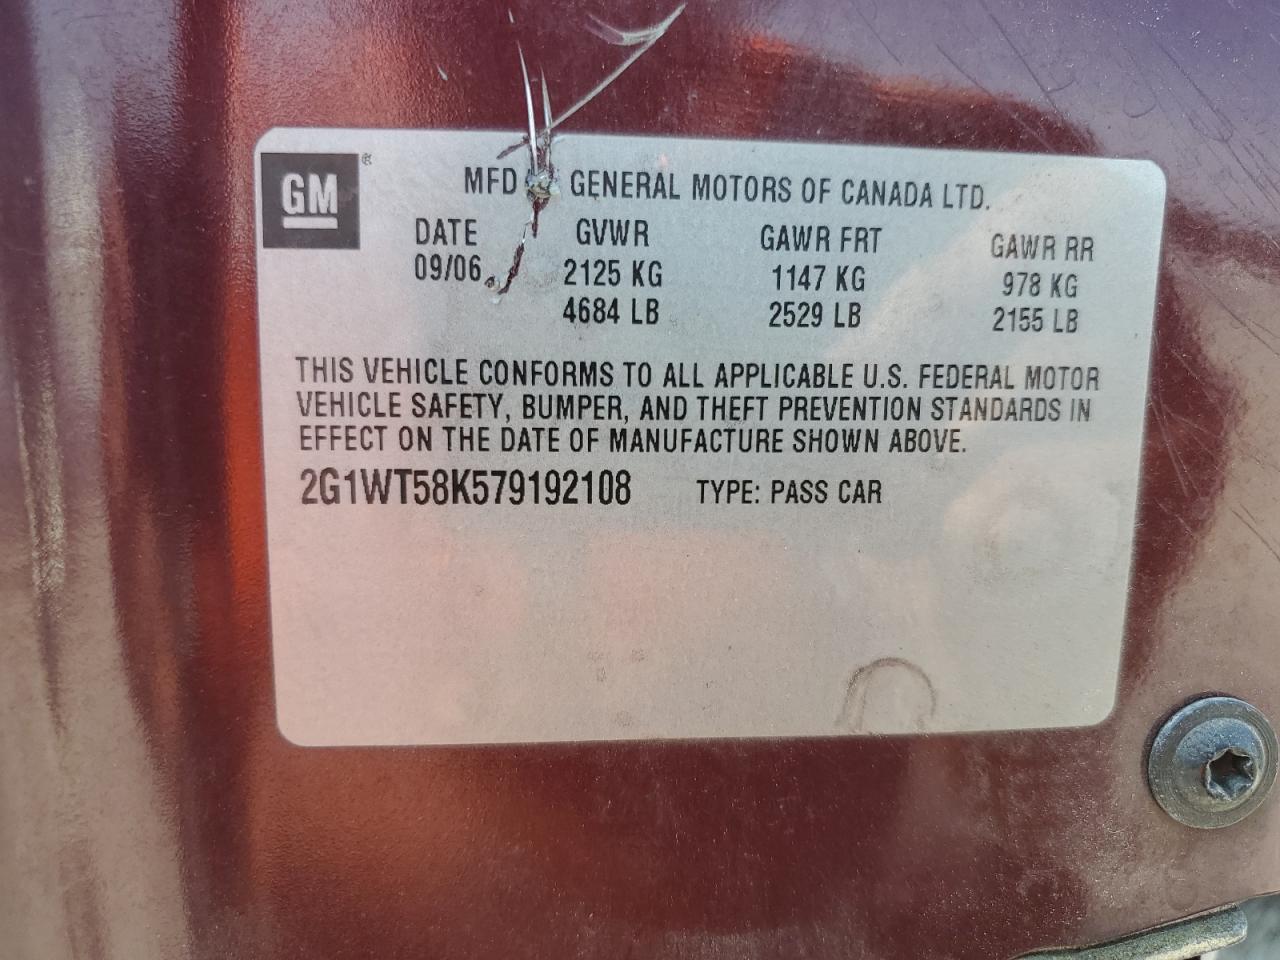 GM®
MFD GENERAL MOTORS OF CANADA LTD.
DATE GVWR GAWR FRT GAWR RR
09/06 2125 KG 1147 KG 978 KG
4684 LB 2529 LB 2155 LB
THIS VEHICLE CONFORMS TO ALL APPLICABLE U.S. FEDERAL MOTOR
VEHICLE SAFETY, BUMPER, AND THEFT PREVENTION STANDARDS IN
EFFECT ON THE DATE OF MANUFACTURE SHOWN ABOVE.
2G1WT58K579192108 TYPE: PASS CAR